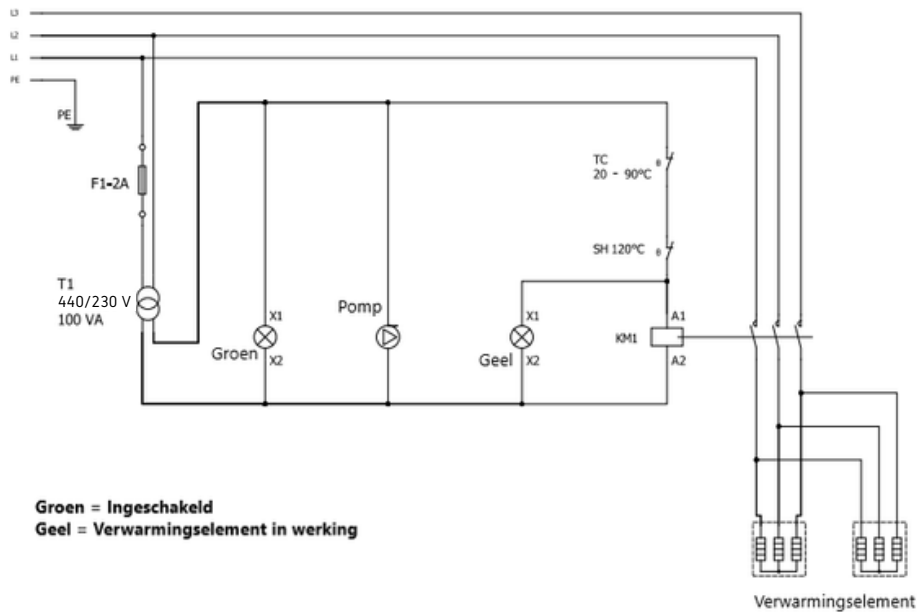 L3
L2
L1
PE
PE
F1-2A
T1
440/230 V
100 VA
X1
Groen
X2
Pomp
X1
Geel
X2
TC
20 - 90°C
θ
SH 120°C
θ
A1
KM1
A2
Groen = Ingeschakeld
Geel = Verwarmingselement in werking
Verwarmingselement